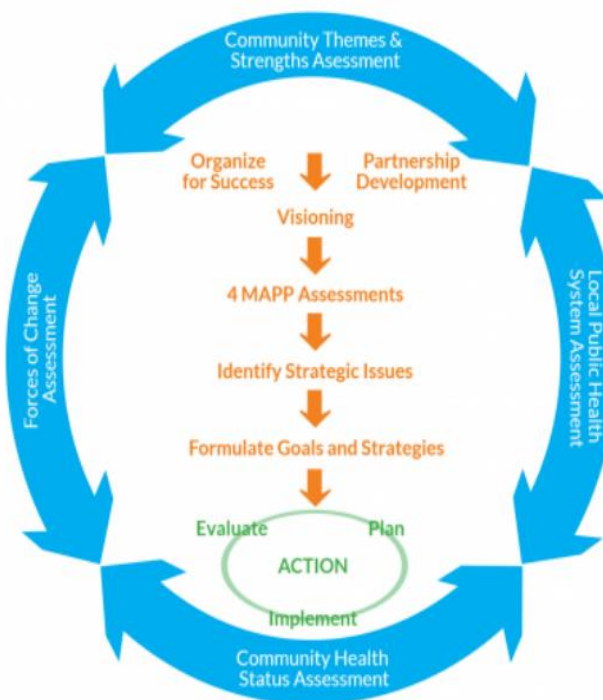 Community Themes &
Strengths Asessment
Organize
for Success
Partnership
Development
Visioning
4 MAPP Assessments
Identify Strategic Issues
Formulate Goals and Strategies
Evaluate
Plan
ACTION
Implement
Forces of Change
Assessment
Local Public Health
System Assessment
Community Health
Status Assessment